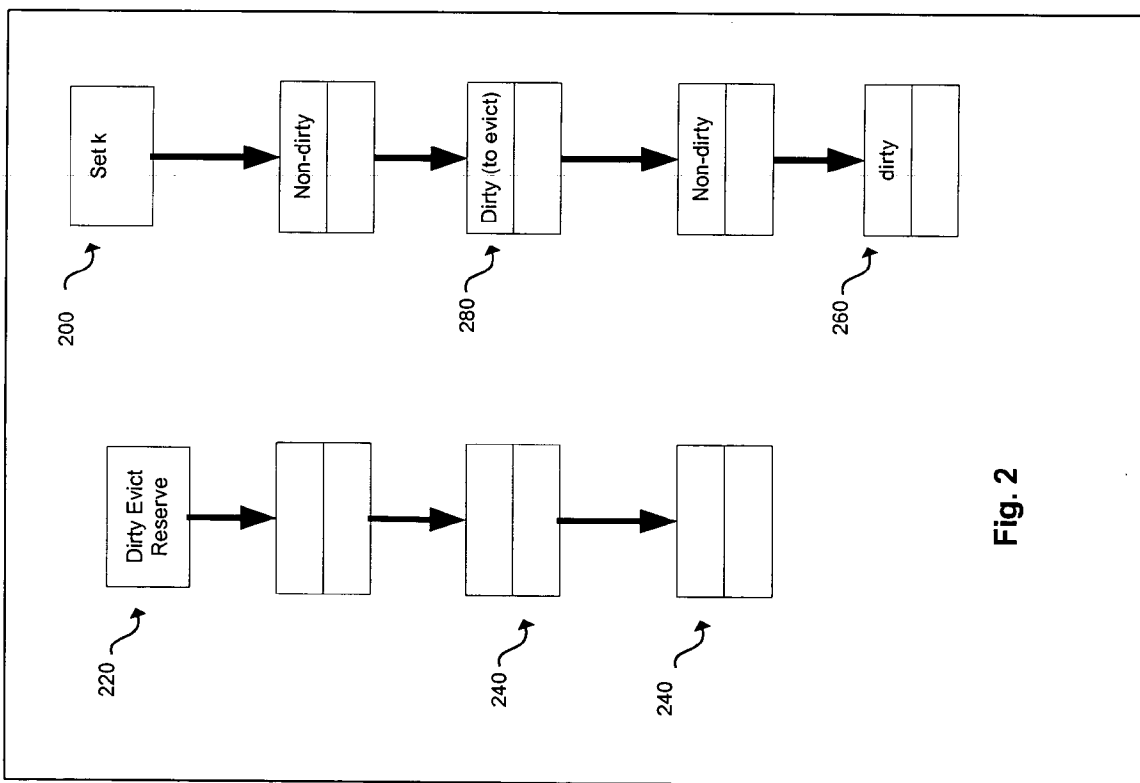 200
Set k
Non-dirty
280
Dirty (to evict)
Non-dirty
260
dirty
220
Dirty Evict
Reserve
240
240
Fig. 2